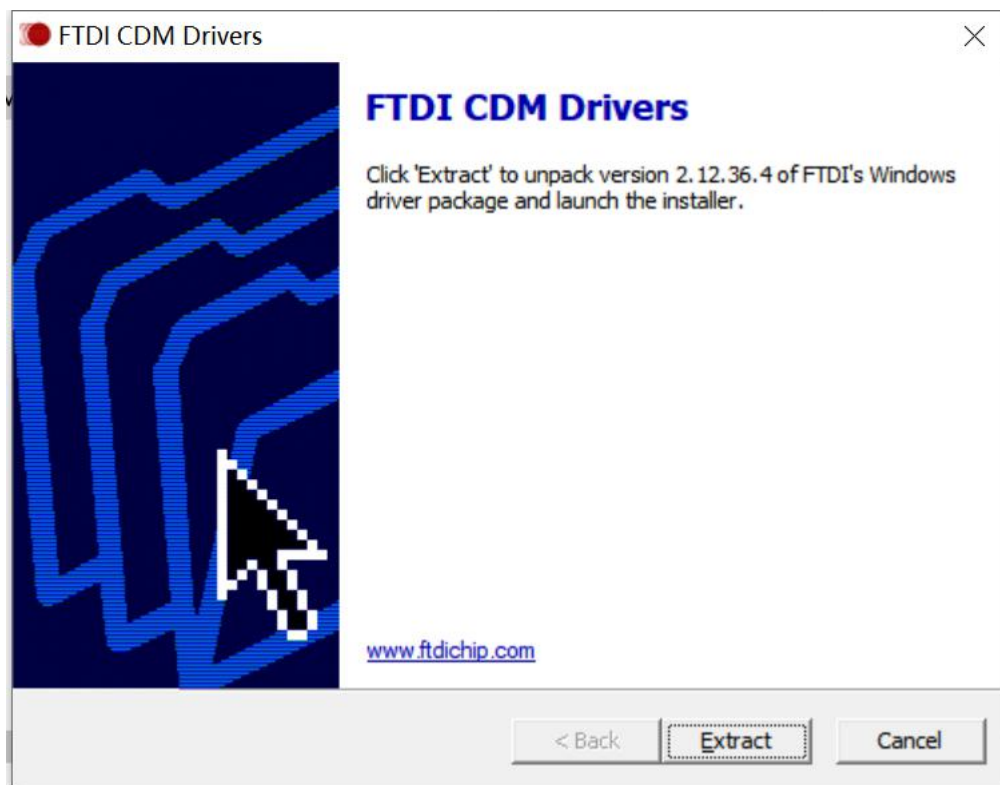 FTDI CDM Drivers
FTDI CDM Drivers
Click 'Extract' to unpack version 2.12.36.4 of FTDI's Windows
driver package and launch the installer.
www.ftdichip.com
< Back
Extract
Cancel